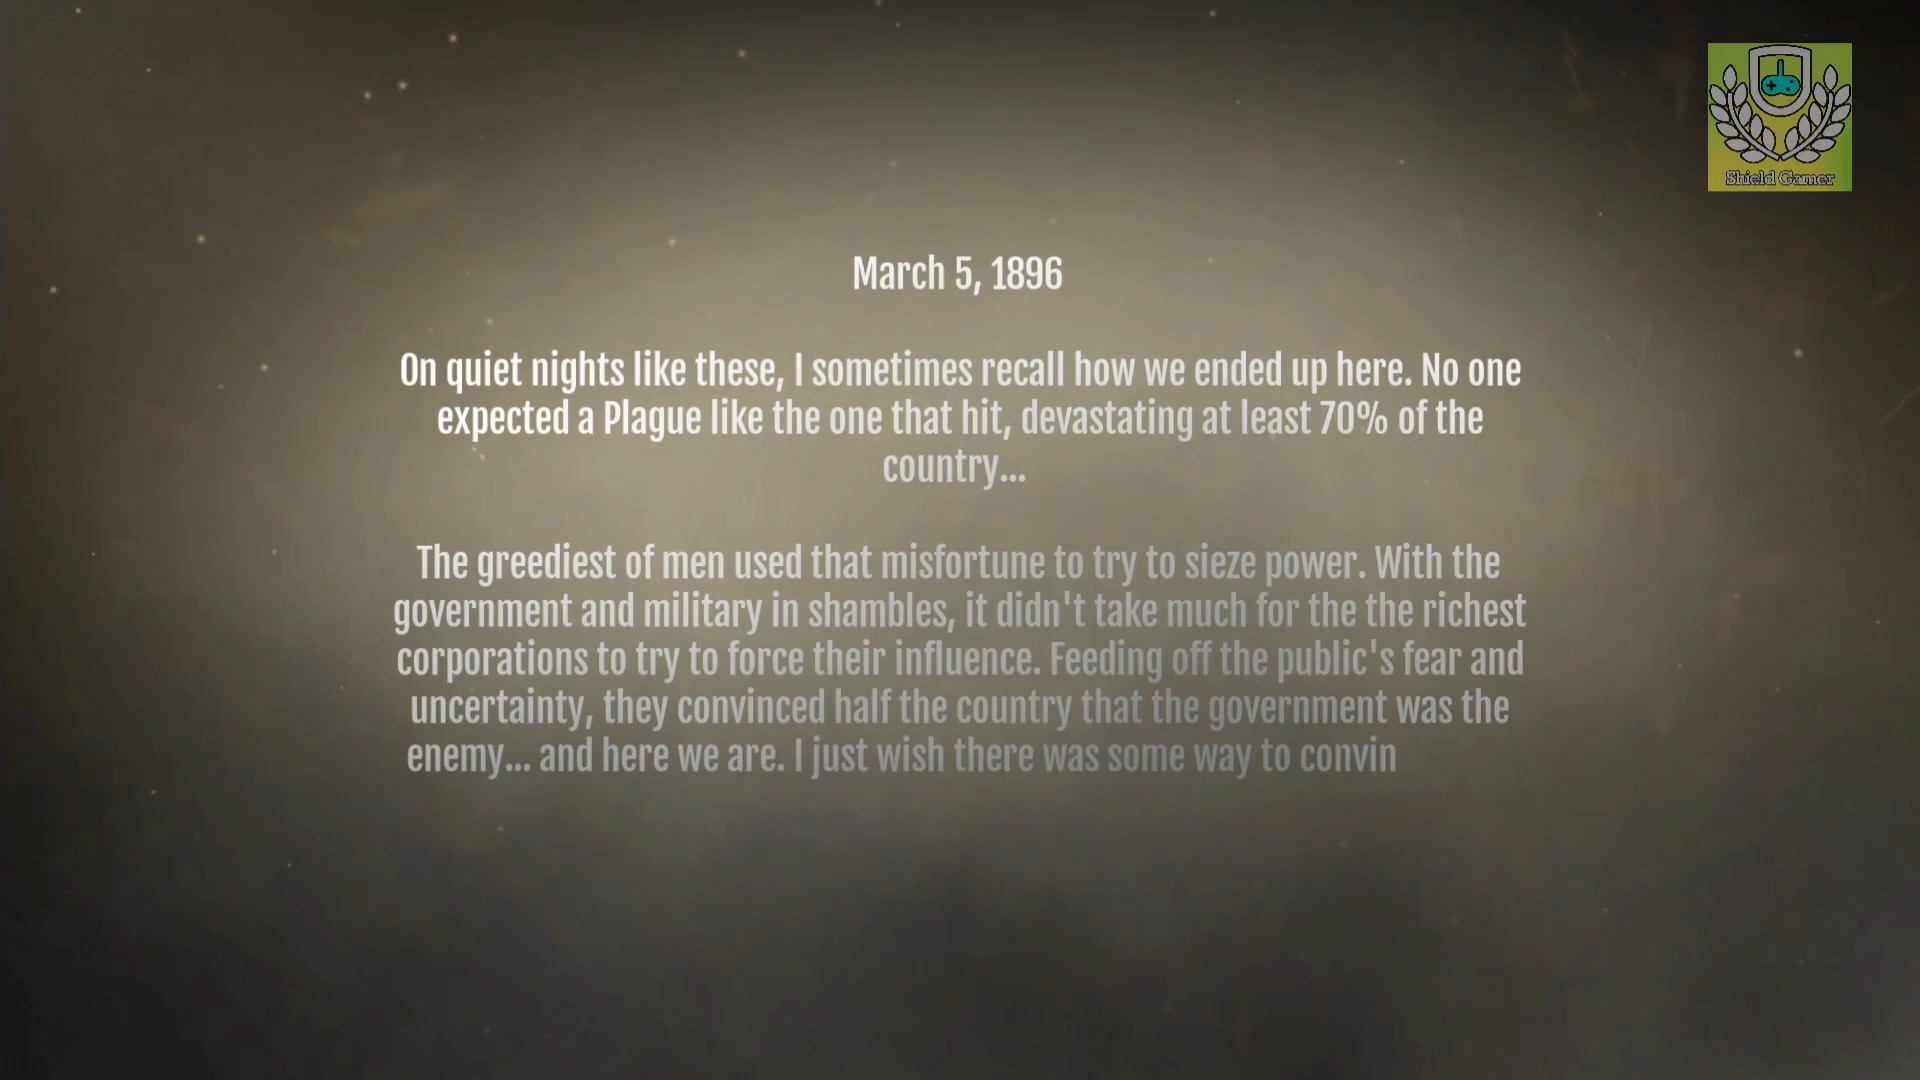 Shield Gamer
March 5, 1896
On quiet nights like these, I sometimes recall how we ended up here. No one
expected a Plague like the one that hit, devastating at least 70% of the
country...
The greediest of men used that misfortune to try to sieze power. With the
government and military in shambles, it didn't take much for the the richest
corporations to try to force their influence. Feeding off the public's fear and
uncertainty, they convinced half the country that the government was the
enemy... and here we are. I just wish there was some way to convin